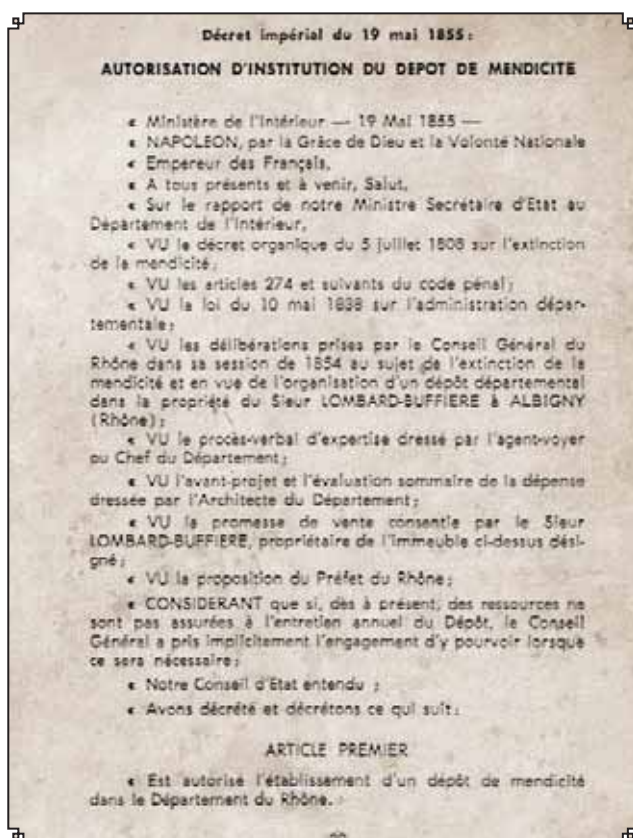 Décret impérial du 19 mai 1855 :
AUTORISATION D'INSTITUTION DU DEPOT DE MENDICITE
« Ministère de l'Intérieur — 19 Mai 1855 —
« NAPOLEON, par la Grâce de Dieu et la Volonté Nationale
« Empereur des Français,
« A tous présents et à venir, Salut,
« Sur le rapport de notre Ministre Secrétaire d'Etat au
Département de l'Intérieur,
« VU le décret organique du 5 juillet 1808 sur l'extinction
de la mendicité;
« VU les articles 274 et suivants du code pénal;
« VU la loi du 10 mai 1838 sur l'administration dépar-
tementale;
« VU les délibérations prises par le Conseil Général du
Rhône dans sa session de 1854 au sujet de l'extinction de la
mendicité et en vue de l'organisation d'un dépôt départemental
dans la propriété du Sieur LOMBARD-BUFFIERE à ALBIGNY
(Rhône);
« VU le procès-verbal d'expertise dressé par l'agent-voyer
au Chef du Département;
« VU l'avant-projet et l'évaluation sommaire de la dépense
dressée par l'Architecte du Département;
« VU la promesse de vente consentie par le Sieur
LOMBARD-BUFFIERE, propriétaire de l'immeuble ci-dessus dési-
gné;
« VU la proposition du Préfet du Rhône;
« CONSIDERANT que si, dès à présent, des ressources ne
sont pas assurées à l'entretien annuel du Dépôt, le Conseil
Général a pris implicitement l'engagement d'y pourvoir lorsque
ce sera nécessaire;
« Notre Conseil d'Etat entendu ;
« Avons décrété et décrétons ce qui suit:
ARTICLE PREMIER
« Est autorisé l'établissement d'un dépôt de mendicité
dans le Département du Rhône.